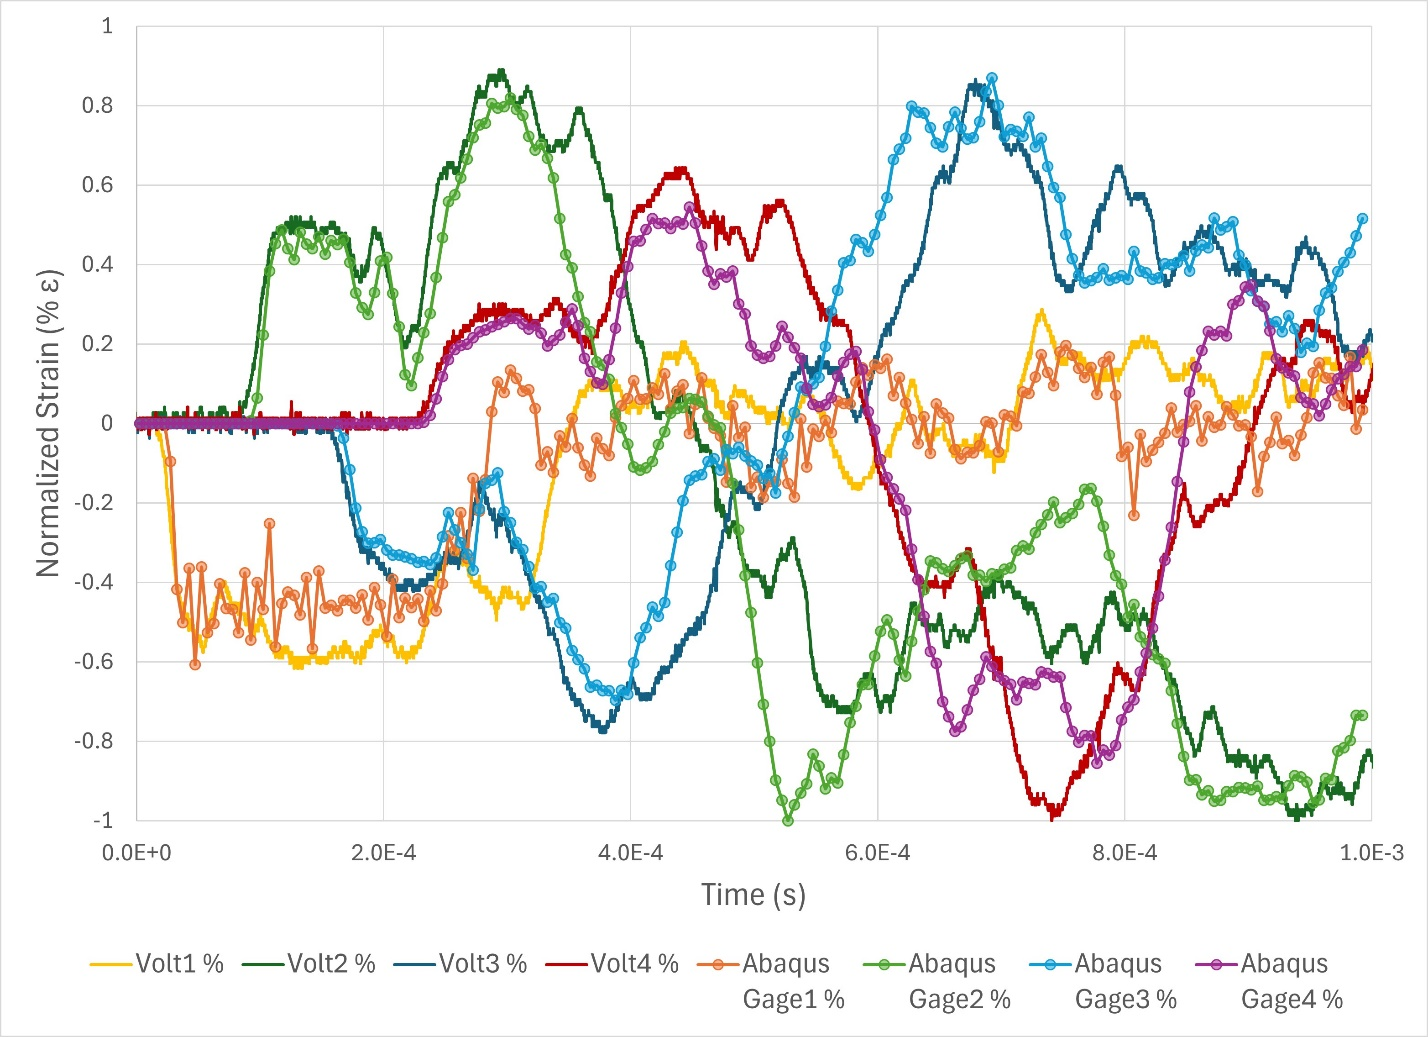 1
0.8
0.6
0.4
0.2
0
-0.2
-0.4
-0.6
-0.8
-1
Normalized Strain (% ε)
0.0E+0 2.0E-4 4.0E-4 6.0E-4 8.0E-4 1.0E-3
Time (s)
Volt1 % Volt2 % Volt3 % Volt4 % Abaqus Abaqus Abaqus Abaqus
Gage1 % Gage2 % Gage3 % Gage4 %